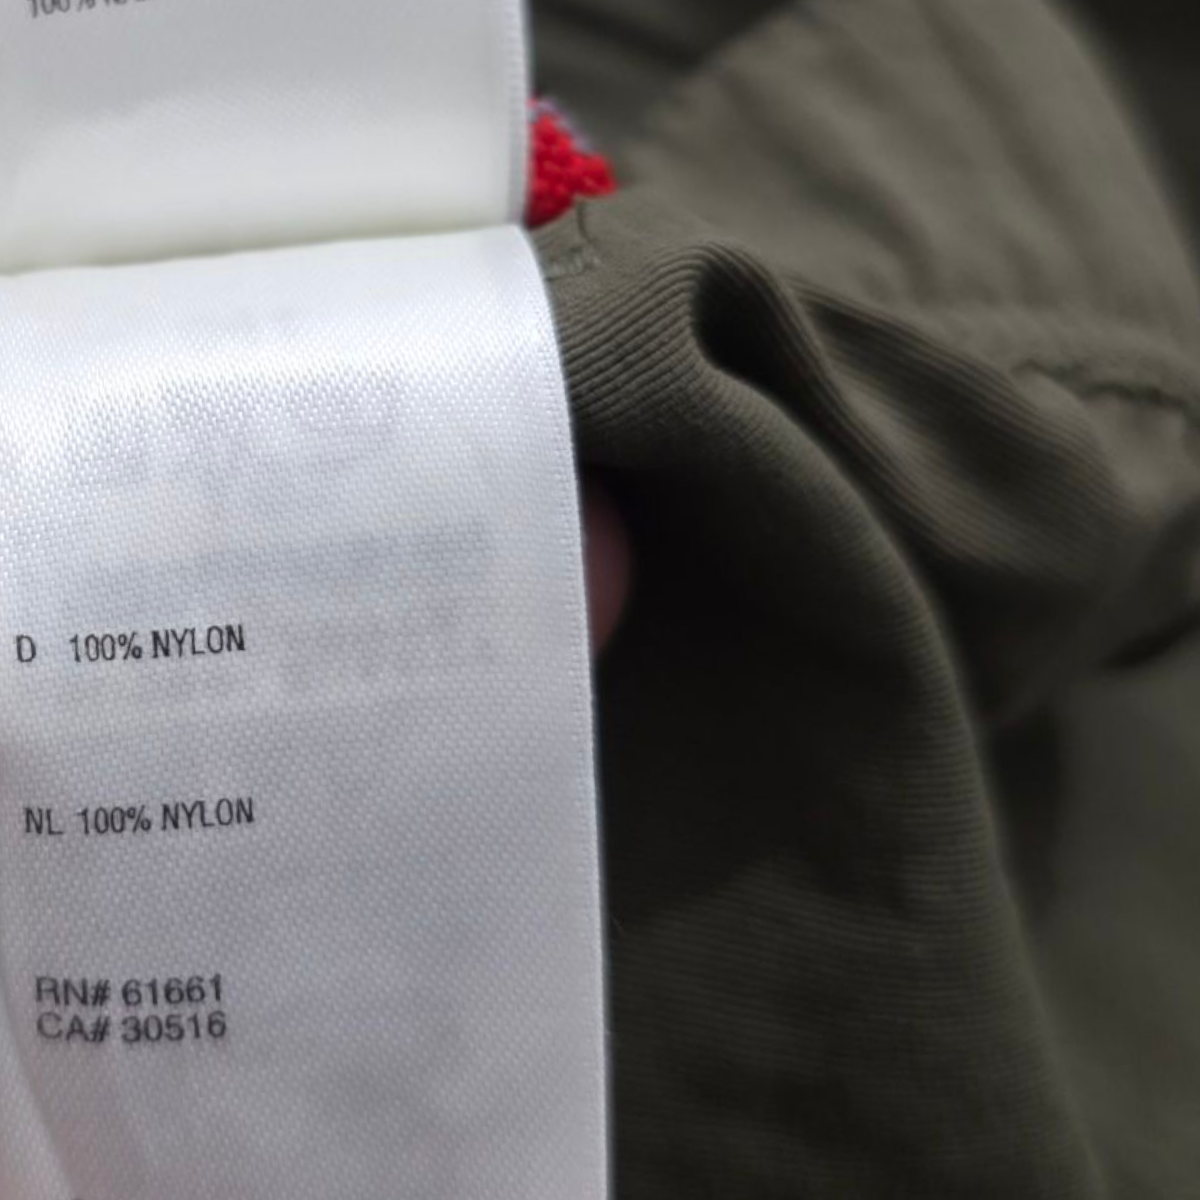 D 100% NYLON
NL 100% NYLON
RN# 61661
CA# 30516